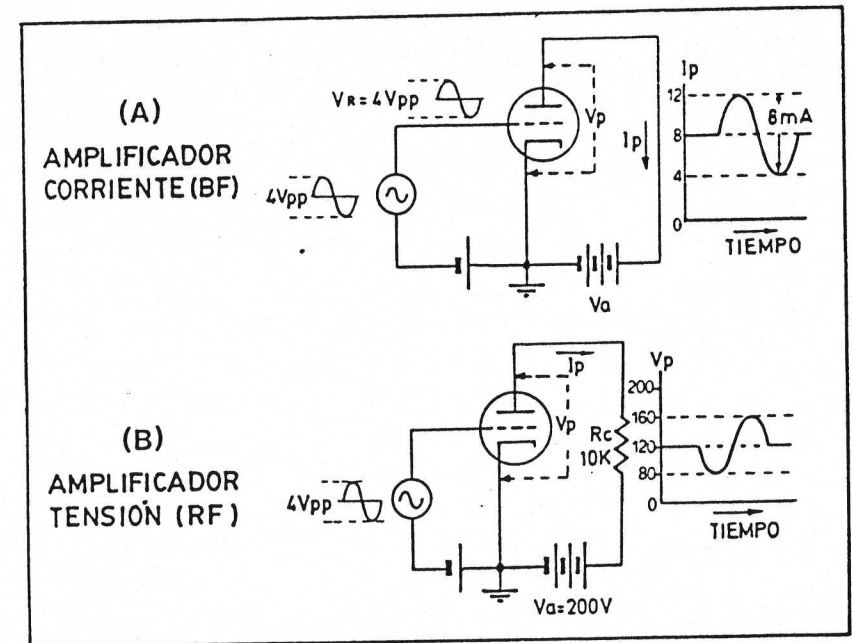 (A)
AMPLIFICADOR
CORRIENTE (BF)
VR=4Vpp
4Vpp
Vp
Ip
Va
Ip
12
8
4
0
8mA
TIEMPO
(B)
AMPLIFICADOR
TENSIÓN (RF)
4Vpp
Ip
Vp
Rc
10K
Va=200V
Vp
200
160
120
80
0
TIEMPO